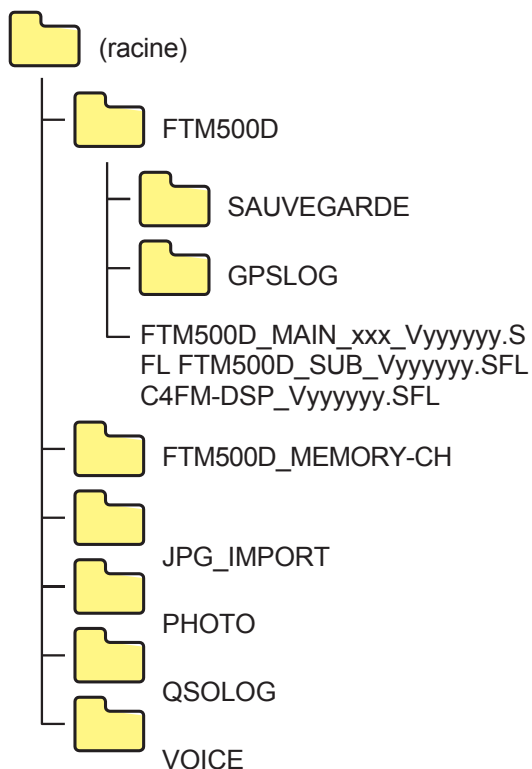 (racine)
FTM500D
SAUVEGARDE
GPSLOG
FTM500D_MAIN_xxx_Vyyyyyy.S
FL FTM500D_SUB_Vyyyyyy.SFL
C4FM-DSP_Vyyyyyy.SFL
FTM500D_MEMORY-CH
JPG_IMPORT
PHOTO
QSOLOG
VOICE